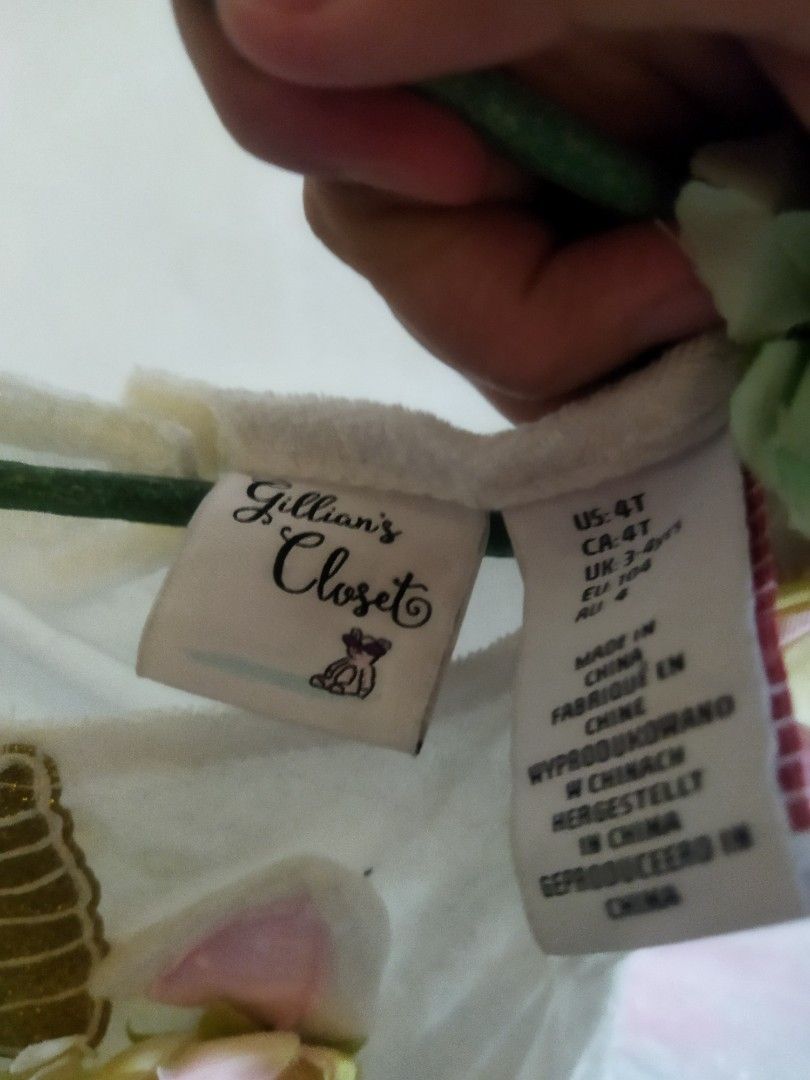 Gillian's
Closet
US: 4T
CA: 4T
UK: 3-4yrs
EU: 104
AU: 4
MADE IN
CHINA
FABRIQUÉ EN
CHINE
WYPRODUKOWANO
W CHINACH
HERGESTELLT
IN CHINA
GEPRODUCEERD IN
CHINA